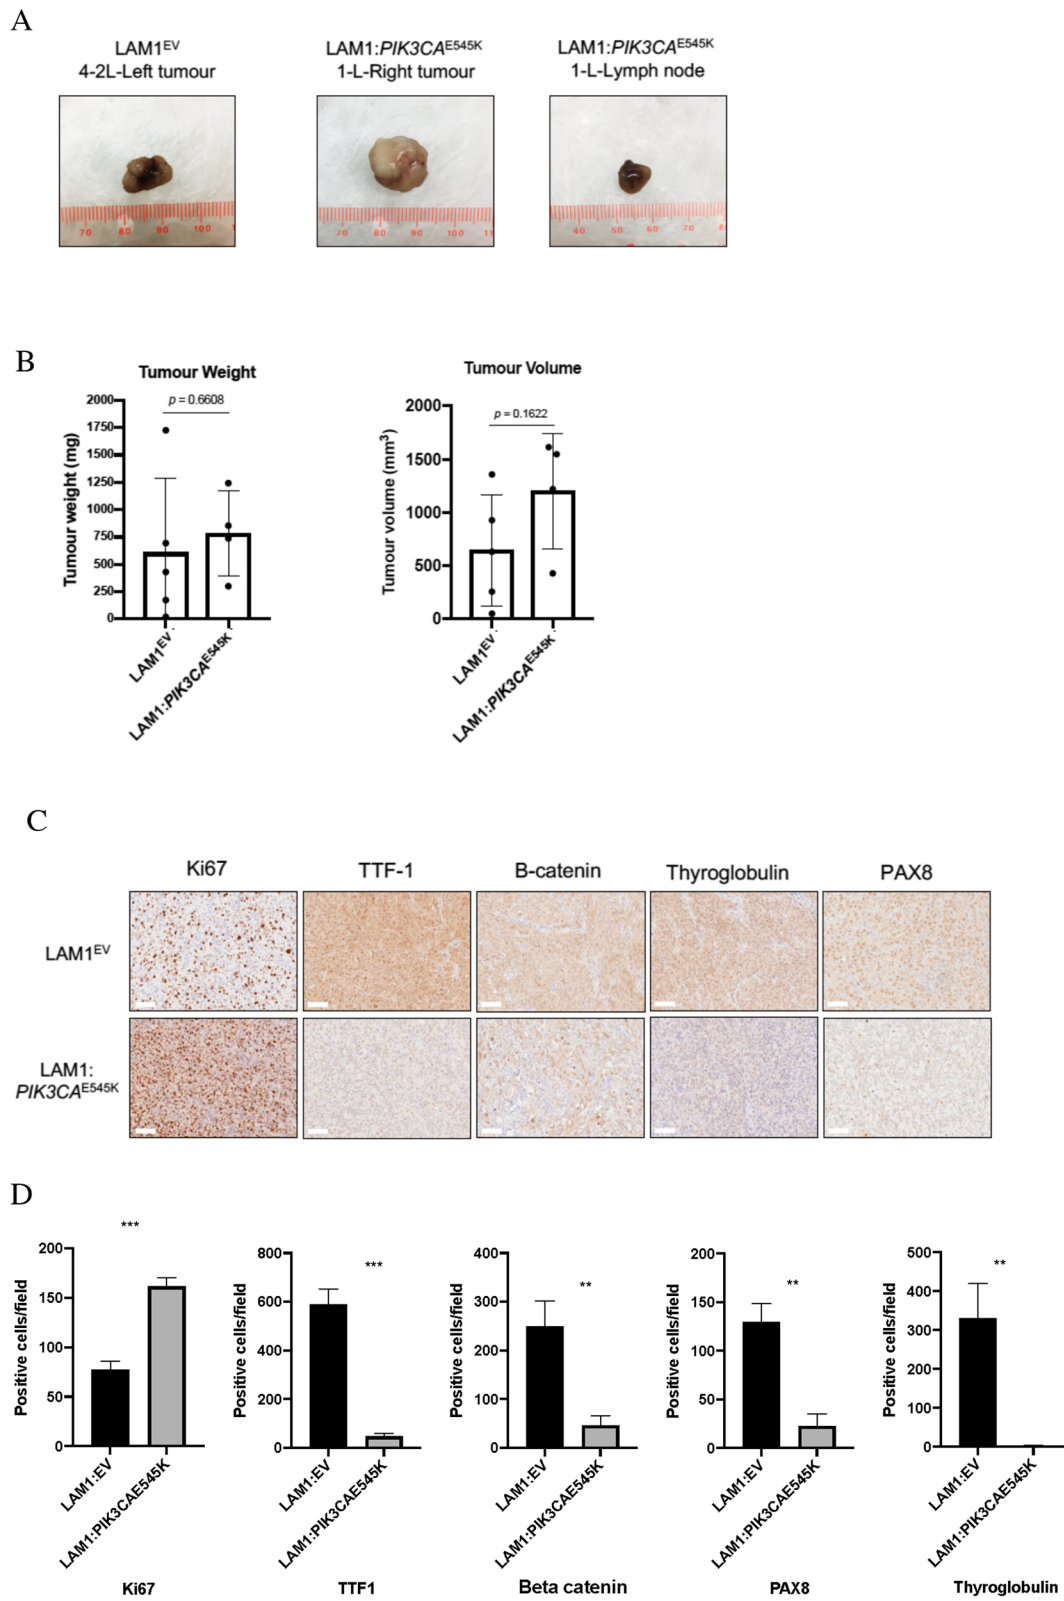 A
LAM1EV
4-2L-Left tumour
LAM1:PIK3CAE545K
1-L-Right tumour
LAM1:PIK3CAE545K
1-L-Lymph node
70 80 90 100 1
70 80 90 100 11
40 50 60 70 8
B
Tumour Weight
p = 0.6608
Tumour weight (mg)
2000
1750
1500
1250
1000
750
500
250
0
LAM1EV
LAM1:PIK3CAE545K
Tumour Volume
p = 0.1622
Tumour volume (mm3)
2000
1500
1000
500
0
LAM1EV
LAM1:PIK3CAE545K
C
Ki67
TTF-1
B-catenin
Thyroglobulin
PAX8
LAM1EV
LAM1:
PIK3CAE545K
D
***
Positive cells/field
200
150
100
50
0
LAM1:EV
LAM1:PIK3CAE545K
Ki67
***
Positive cells/field
800
600
400
200
0
LAM1:EV
LAM1:PIK3CAE545K
TTF1
**
Positive cells/field
400
300
200
100
0
LAM1:EV
LAM1:PIK3CAE545K
Beta catenin
**
Positive cells/field
200
150
100
50
0
LAM1:EV
LAM1:PIK3CAE545K
PAX8
**
Positive cells/field
500
400
300
200
100
0
LAM1:EV
LAM1:PIK3CAE545K
Thyroglobulin